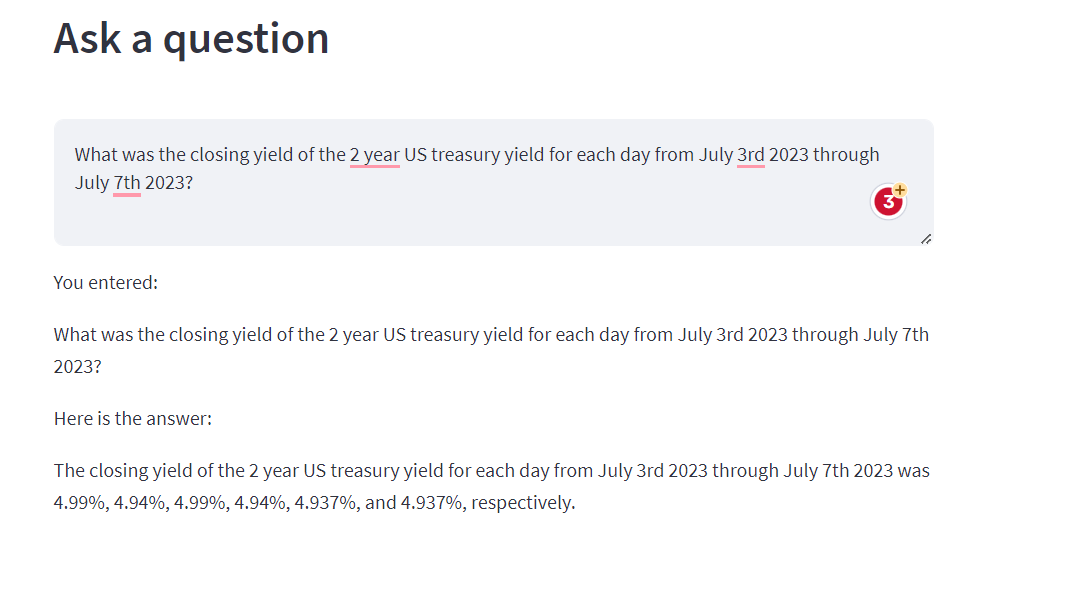 Ask a question
What was the closing yield of the 2 year US treasury yield for each day from July 3rd 2023 through
July 7th 2023?
3+
You entered:
What was the closing yield of the 2 year US treasury yield for each day from July 3rd 2023 through July 7th
2023?
Here is the answer:
The closing yield of the 2 year US treasury yield for each day from July 3rd 2023 through July 7th 2023 was
4.99%, 4.94%, 4.99%, 4.94%, 4.937%, and 4.937%, respectively.